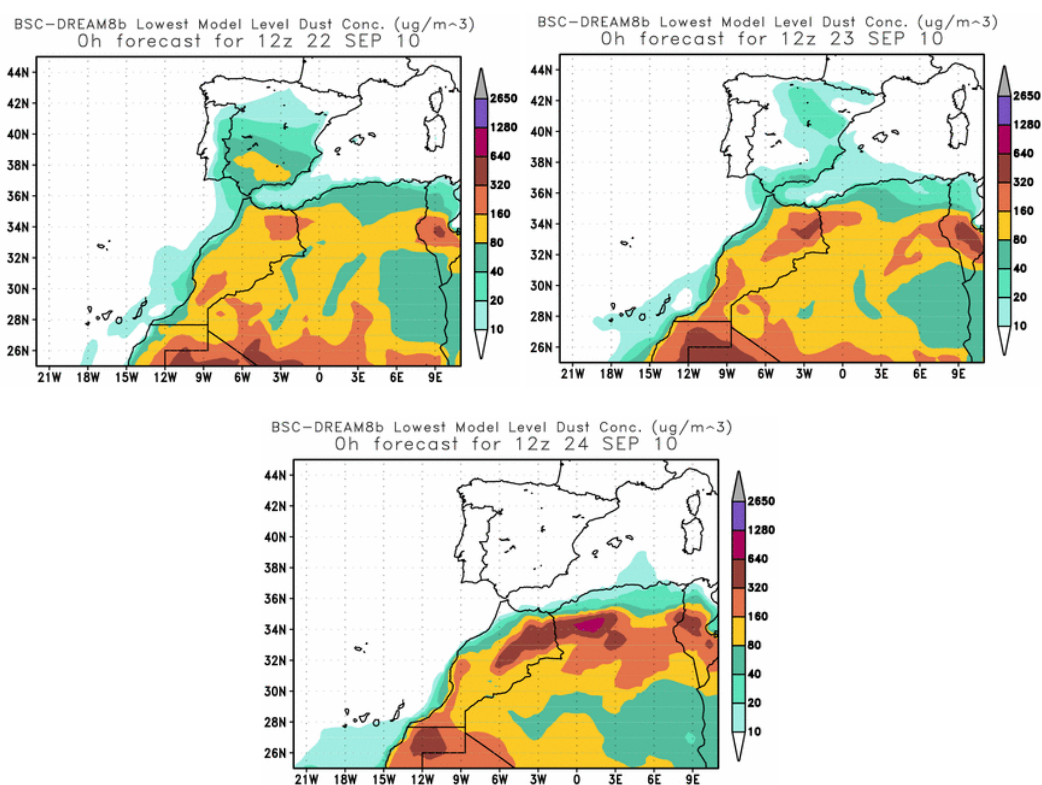 BSC-DREAM8b Lowest Model Level Dust Conc. (ug/m^3)
0h forecast for 12z 22 SEP 10
44N
42N
40N
38N
36N
34N
32N
30N
28N
26N
21W 18W 15W 12W 9W 6W 3W 0 3E 6E 9E
2650
1280
640
320
160
80
40
20
10
BSC-DREAM8b Lowest Model Level Dust Conc. (ug/m^3)
0h forecast for 12z 23 SEP 10
44N
42N
40N
38N
36N
34N
32N
30N
28N
26N
21W 18W 15W 12W 9W 6W 3W 0 3E 6E 9E
2650
1280
640
320
160
80
40
20
10
BSC-DREAM8b Lowest Model Level Dust Conc. (ug/m^3)
0h forecast for 12z 24 SEP 10
44N
42N
40N
38N
36N
34N
32N
30N
28N
26N
21W 18W 15W 12W 9W 6W 3W 0 3E 6E 9E
2650
1280
640
320
160
80
40
20
10